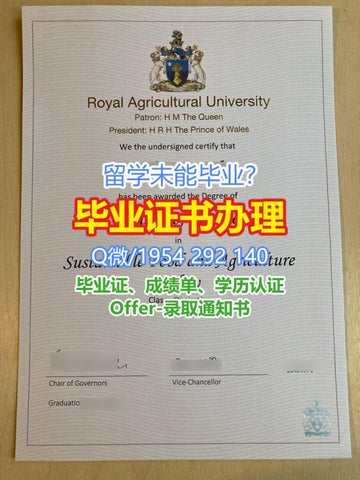 Royal Agricultural University
Patron: H M The Queen
President: H R H The Prince of Wales
We the undersigned certify that
留学未能毕业?
has been awarded the Degree of
毕业证书办理
in
Q微/1954 292 140
Agriculture
毕业证、成绩单、学历认证
Class
Offer-录取通知书
Chair of Governors
Vice-Chancellor
Graduatio